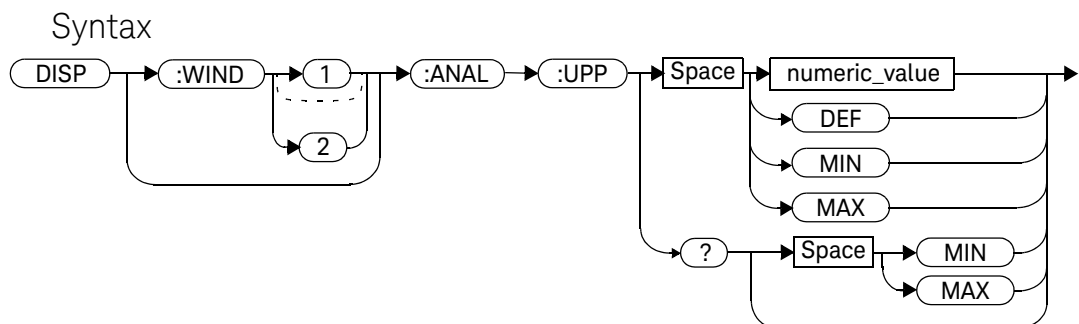 Syntax
DISP :WIND 1 :ANAL :UPP Space numeric_value
DEF
2
MIN
MAX
? Space MIN
MAX